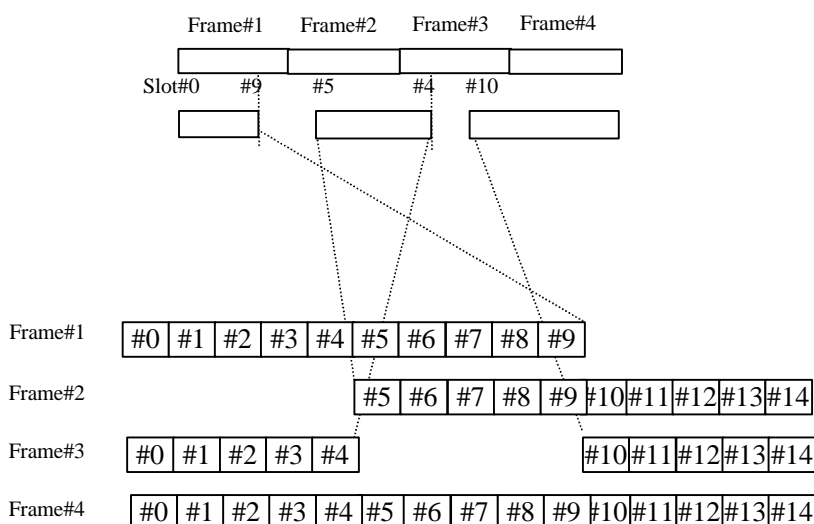 Frame#1 Frame#2 Frame#3 Frame#4
Slot#0 #9 #5 #4 #10
Frame#1 #0 #1 #2 #3 #4 #5 #6 #7 #8 #9
Frame#2 #5 #6 #7 #8 #9 #10 #11 #12 #13 #14
Frame#3 #0 #1 #2 #3 #4 #10 #11 #12 #13 #14
Frame#4 #0 #1 #2 #3 #4 #5 #6 #7 #8 #9 #10 #11 #12 #13 #14